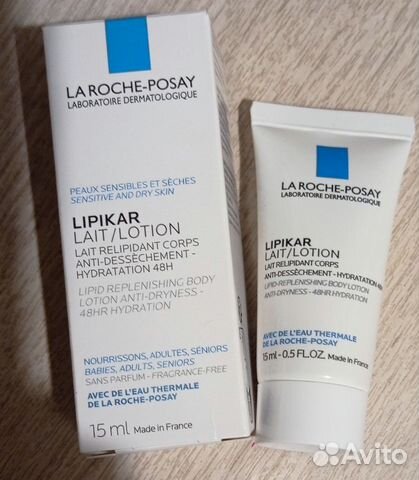 LA ROCHE-POSAY
LABORATOIRE DERMATOLOGIQUE
PEAUX SENSIBLES ET SÈCHES
SENSITIVE AND DRY SKIN
LIPIKAR
LAIT/LOTION
LAIT RELIPIDANT CORPS
ANTI-DESSÈCHEMENT -
HYDRATATION 48H
LIPID REPLENISHING BODY
LOTION ANTI-DRYNESS -
48HR HYDRATION
NOURRISSONS, ADULTES, SÉNIORS
BABIES, ADULTS, SENIORS
SANS PARFUM - FRAGRANCE-FREE
AVEC DE L'EAU THERMALE
DE LA ROCHE-POSAY
15 ml Made in France
LA ROCHE-POSAY
LABORATOIRE DERMATOLOGIQUE
LIPIKAR
LAIT/LOTION
LAIT RELIPIDANT CORPS
ANTI-DESSÈCHEMENT - HYDRATATION 48H
LIPID-REPLENISHING BODY LOTION
ANTI-DRYNESS - 48HR HYDRATION
AVEC DE L'EAU THERMALE
DE LA ROCHE-POSAY
15 ml - 0.5 FL.OZ. Made in France
Avito